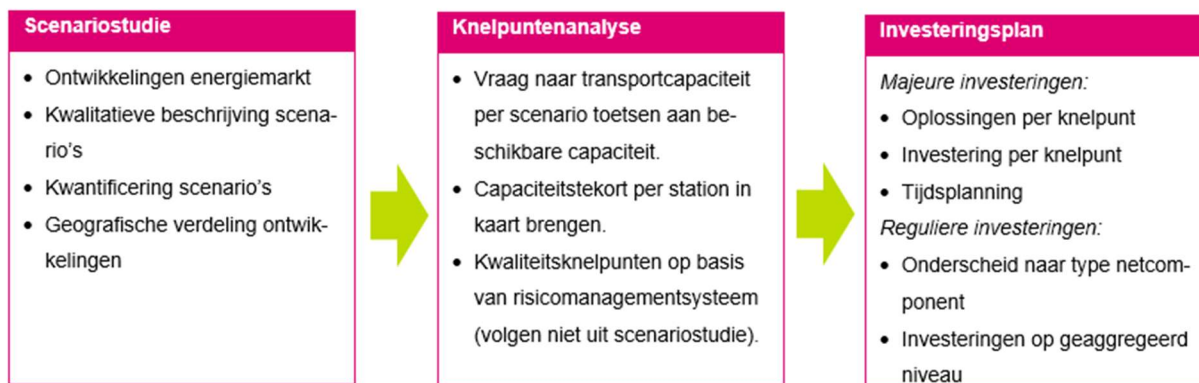 Scenariostudie
• Ontwikkelingen energiemarkt
• Kwalitatieve beschrijving scena-
rio's
• Kwantificering scenario's
• Geografische verdeling ontwik-
kelingen
Knelpuntenanalyse
• Vraag naar transportcapaciteit
per scenario toetsen aan be-
schikbare capaciteit.
• Capaciteitstekort per station in
kaart brengen.
• Kwaliteitsknelpunten op basis
van risicomanagementsysteem
(volgen niet uit scenariostudie).
Investeringsplan
Majeure investeringen:
• Oplossingen per knelpunt
• Investering per knelpunt
• Tijdsplanning
Reguliere investeringen:
• Onderscheid naar type netcom-
ponent
• Investeringen op geaggregeerd
niveau